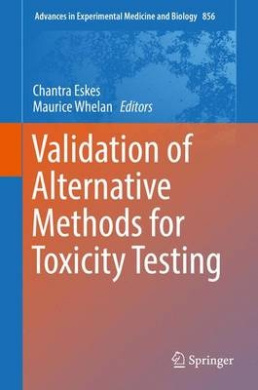 Advances in Experimental Medicine and Biology 856
Chantra Eskes
Maurice Whelan Editors
Validation of
Alternative
Methods for
Toxicity Testing
Springer